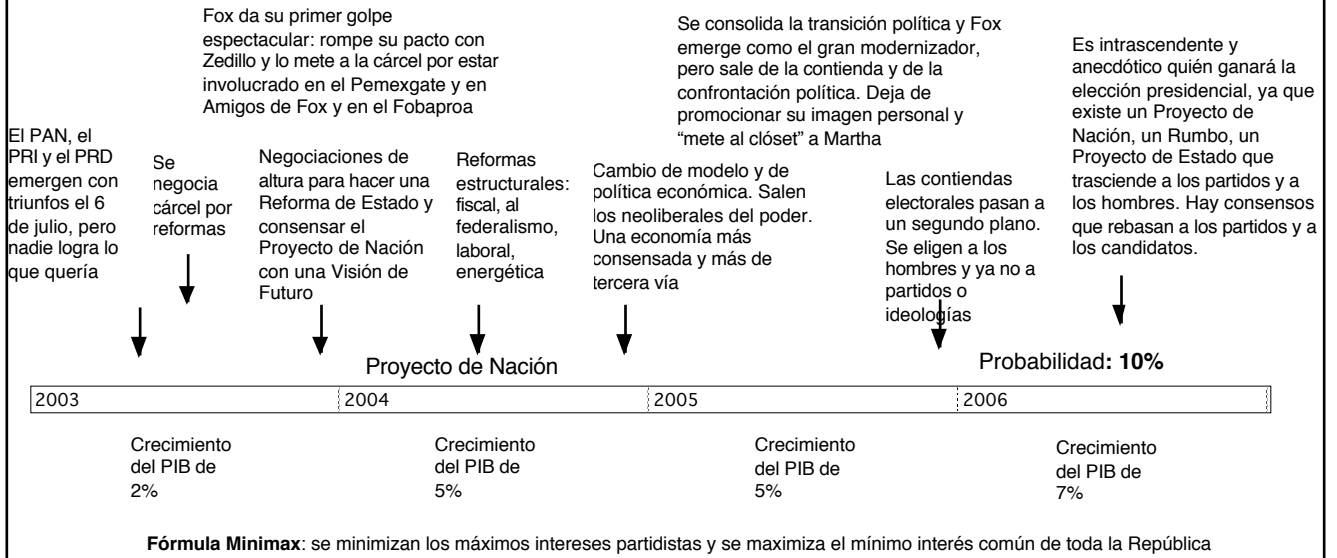 Fox da su primer golpe
espectacular: rompe su pacto con
Zedillo y lo mete a la cárcel por estar
involucrado en el Pemexgate y en
Amigos de Fox y en el Fobaproa
Se consolida la transición política y Fox
emerge como el gran modernizador,
pero sale de la contienda y de la
confrontación política. Deja de
promocionar su imagen personal y
“mete al clóset” a Martha
Es intrascendente y
anecdótico quién ganará la
elección presidencial, ya que
existe un Proyecto de
Nación, un Rumbo, un
Proyecto de Estado que
trasciende a los partidos y a
los hombres. Hay consensos
que rebasan a los partidos y a
los candidatos.
El PAN, el
PRI y el PRD
emergen con
triunfos el 6
de julio, pero
nadie logra lo
que quería
Se
negocia
cárcel por
reformas
Negociaciones de
altura para hacer una
Reforma de Estado y
consensar el
Proyecto de Nación
con una Visión de
Futuro
Reformas
estructurales:
fiscal, al
federalismo,
laboral,
energética
Cambio de modelo y de
política económica. Salen
los neoliberales del poder.
Una economía más
consensada y más de
tercera vía
Las contiendas
electorales pasan a
un segundo plano.
Se eligen a los
hombres y ya no a
partidos o
ideologías
Proyecto de Nación
Probabilidad: 10%
2003 2004 2005 2006
Crecimiento
del PIB de
2%
Crecimiento
del PIB de
5%
Crecimiento
del PIB de
5%
Crecimiento
del PIB de
7%
Fórmula Minimax: se minimizan los máximos intereses partidistas y se maximiza el mínimo interés común de toda la República